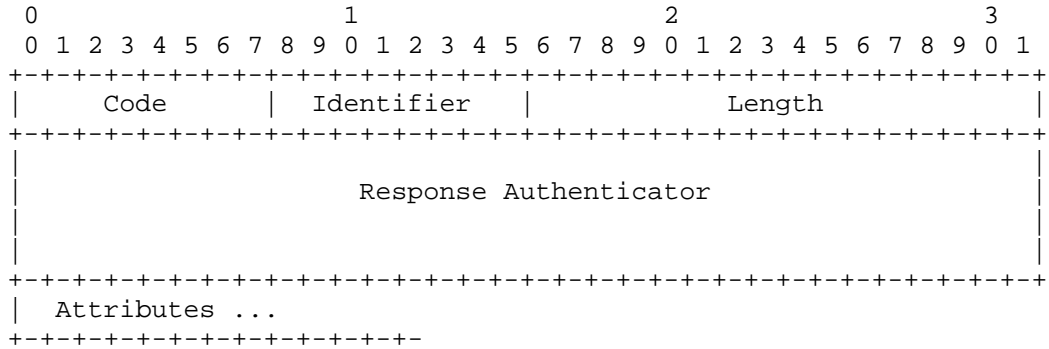 0                   1                   2                   3
 0 1 2 3 4 5 6 7 8 9 0 1 2 3 4 5 6 7 8 9 0 1 2 3 4 5 6 7 8 9 0 1
+-+-+-+-+-+-+-+-+-+-+-+-+-+-+-+-+-+-+-+-+-+-+-+-+-+-+-+-+-+-+-+-+
|     Code      |  Identifier   |            Length             |
+-+-+-+-+-+-+-+-+-+-+-+-+-+-+-+-+-+-+-+-+-+-+-+-+-+-+-+-+-+-+-+-+
|                                                               |
|                     Response Authenticator                    |
|                                                               |
|                                                               |
+-+-+-+-+-+-+-+-+-+-+-+-+-+-+-+-+-+-+-+-+-+-+-+-+-+-+-+-+-+-+-+-+
|  Attributes ...
+-+-+-+-+-+-+-+-+-+-+-+-+-